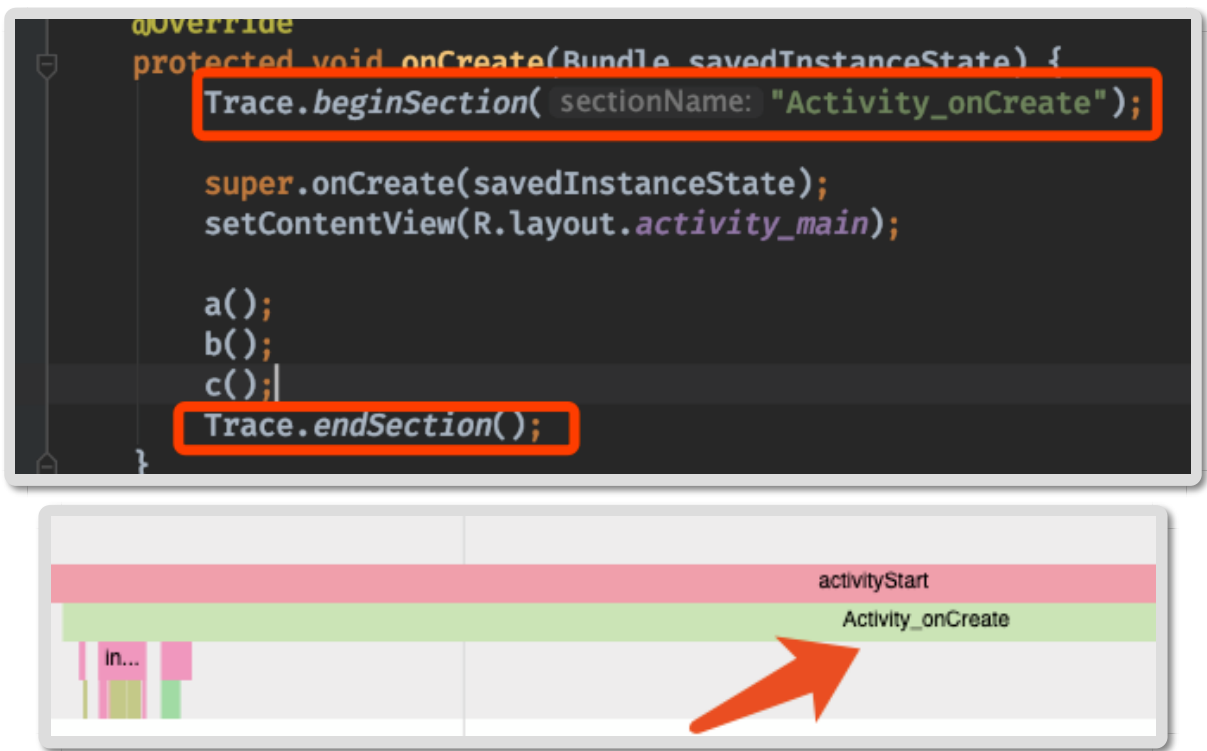 @Override
protected void onCreate(Bundle savedInstanceState) {
Trace.beginSection( sectionName: "Activity_onCreate");
super.onCreate(savedInstanceState);
setContentView(R.layout.activity_main);
a();
b();
c();
Trace.endSection();
}
activityStart
Activity_onCreate
in...